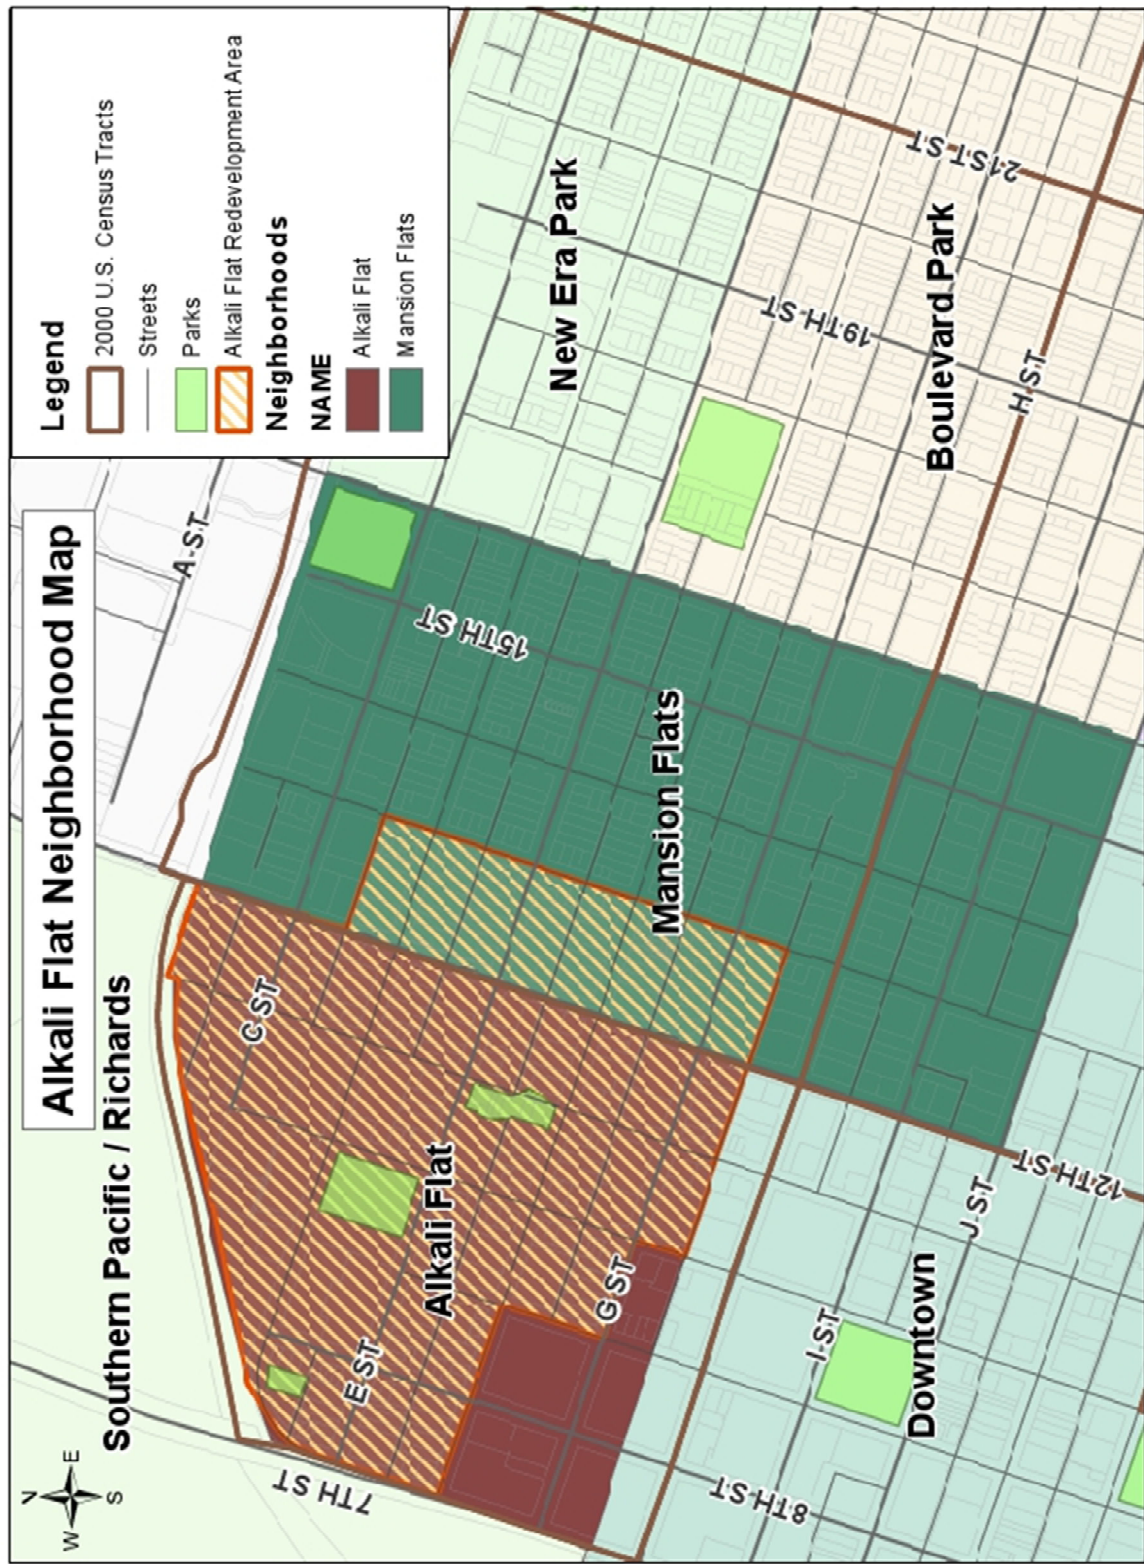 Alkali Flat Neighborhood Map
Legend
2000 U.S. Census Tracts
Streets
Parks
Alkali Flat Redevelopment Area
Neighborhoods
NAME
Alkali Flat
Mansion Flats
N
W
E
S
Southern Pacific / Richards
A ST
C ST
7TH ST
E ST
15TH ST
New Era Park
Alkali Flat
Mansion Flats
G ST
19TH ST
21ST ST
8TH ST
I ST
Boulevard Park
H ST
Downtown
J ST
12TH ST